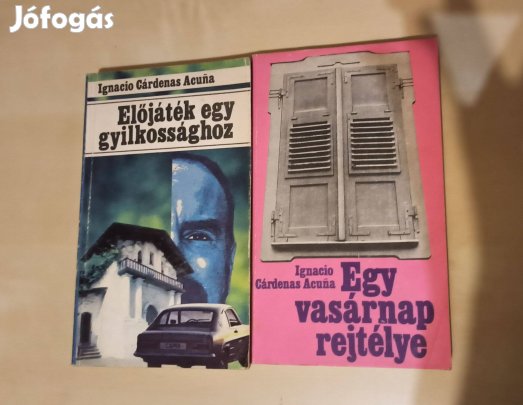 Jófogás
Ignacio Cárdenas Acuña
Előjáték egy
gyilkossághoz
Ignacio
Cárdenas Acuña
Egy
vasárnap
rejtélye